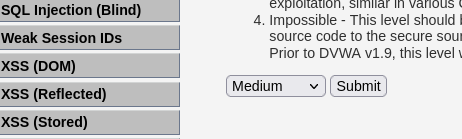 SQL Injection (Blind)
Weak Session IDs
XSS (DOM)
XSS (Reflected)
XSS (Stored)
exploitation, similar in various
4. Impossible - This level should
source code to the secure sour
Prior to DVWA v1.9, this level
Medium
Submit